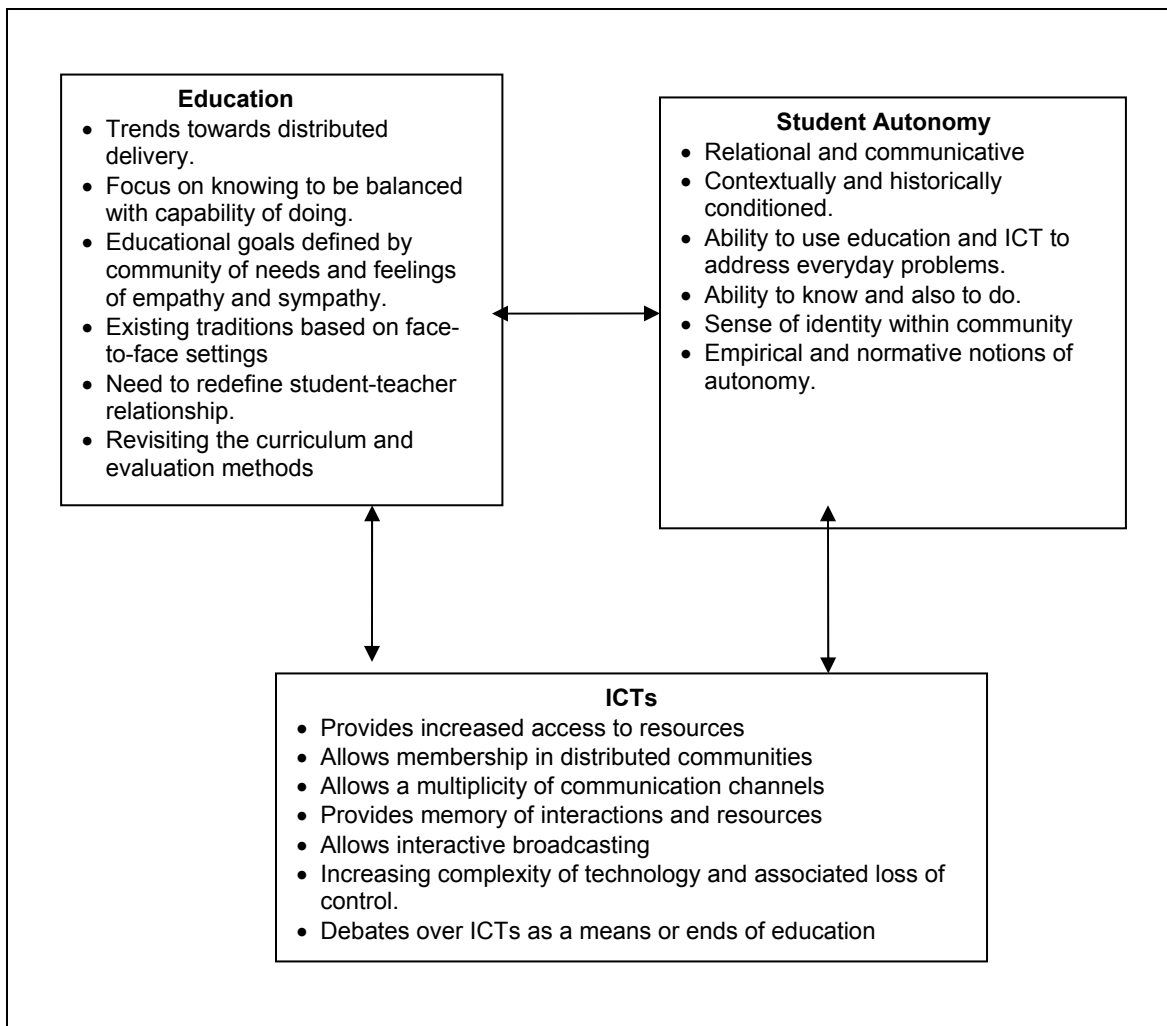 Education
• Trends towards distributed
delivery.
• Focus on knowing to be balanced
with capability of doing.
• Educational goals defined by
community of needs and feelings
of empathy and sympathy.
• Existing traditions based on face-
to-face settings
• Need to redefine student-teacher
relationship.
• Revisiting the curriculum and
evaluation methods
Student Autonomy
• Relational and communicative
• Contextually and historically
conditioned.
• Ability to use education and ICT to
address everyday problems.
• Ability to know and also to do.
• Sense of identity within community
• Empirical and normative notions of
autonomy.
ICTs
• Provides increased access to resources
• Allows membership in distributed communities
• Allows a multiplicity of communication channels
• Provides memory of interactions and resources
• Allows interactive broadcasting
• Increasing complexity of technology and associated loss of
control.
• Debates over ICTs as a means or ends of education